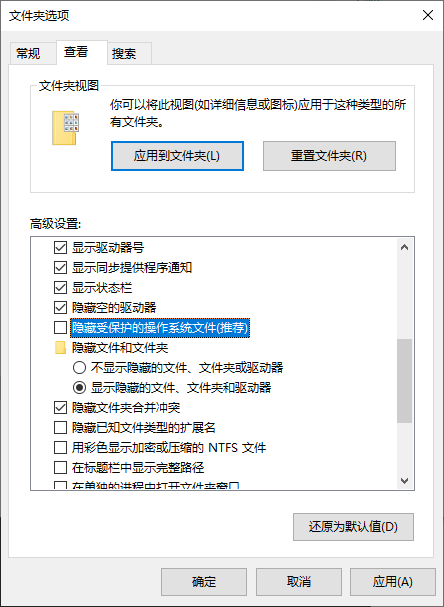 文件夹选项
常规
查看
搜索
文件夹视图
你可以将此视图(如详细信息或图标)应用于这种类型的所
有文件夹。
应用到文件夹(L)
重置文件夹(R)
高级设置:
显示驱动器号
显示同步提供程序通知
显示状态栏
隐藏空的驱动器
隐藏受保护的操作系统文件(推荐)
隐藏文件和文件夹
不显示隐藏的文件、文件夹或驱动器
显示隐藏的文件、文件夹和驱动器
隐藏文件夹合并冲突
隐藏已知文件类型的扩展名
用彩色显示加密或压缩的 NTFS 文件
在标题栏中显示完整路径
在单独的进程中打开文件夹窗口
还原为默认值(D)
确定
取消
应用(A)